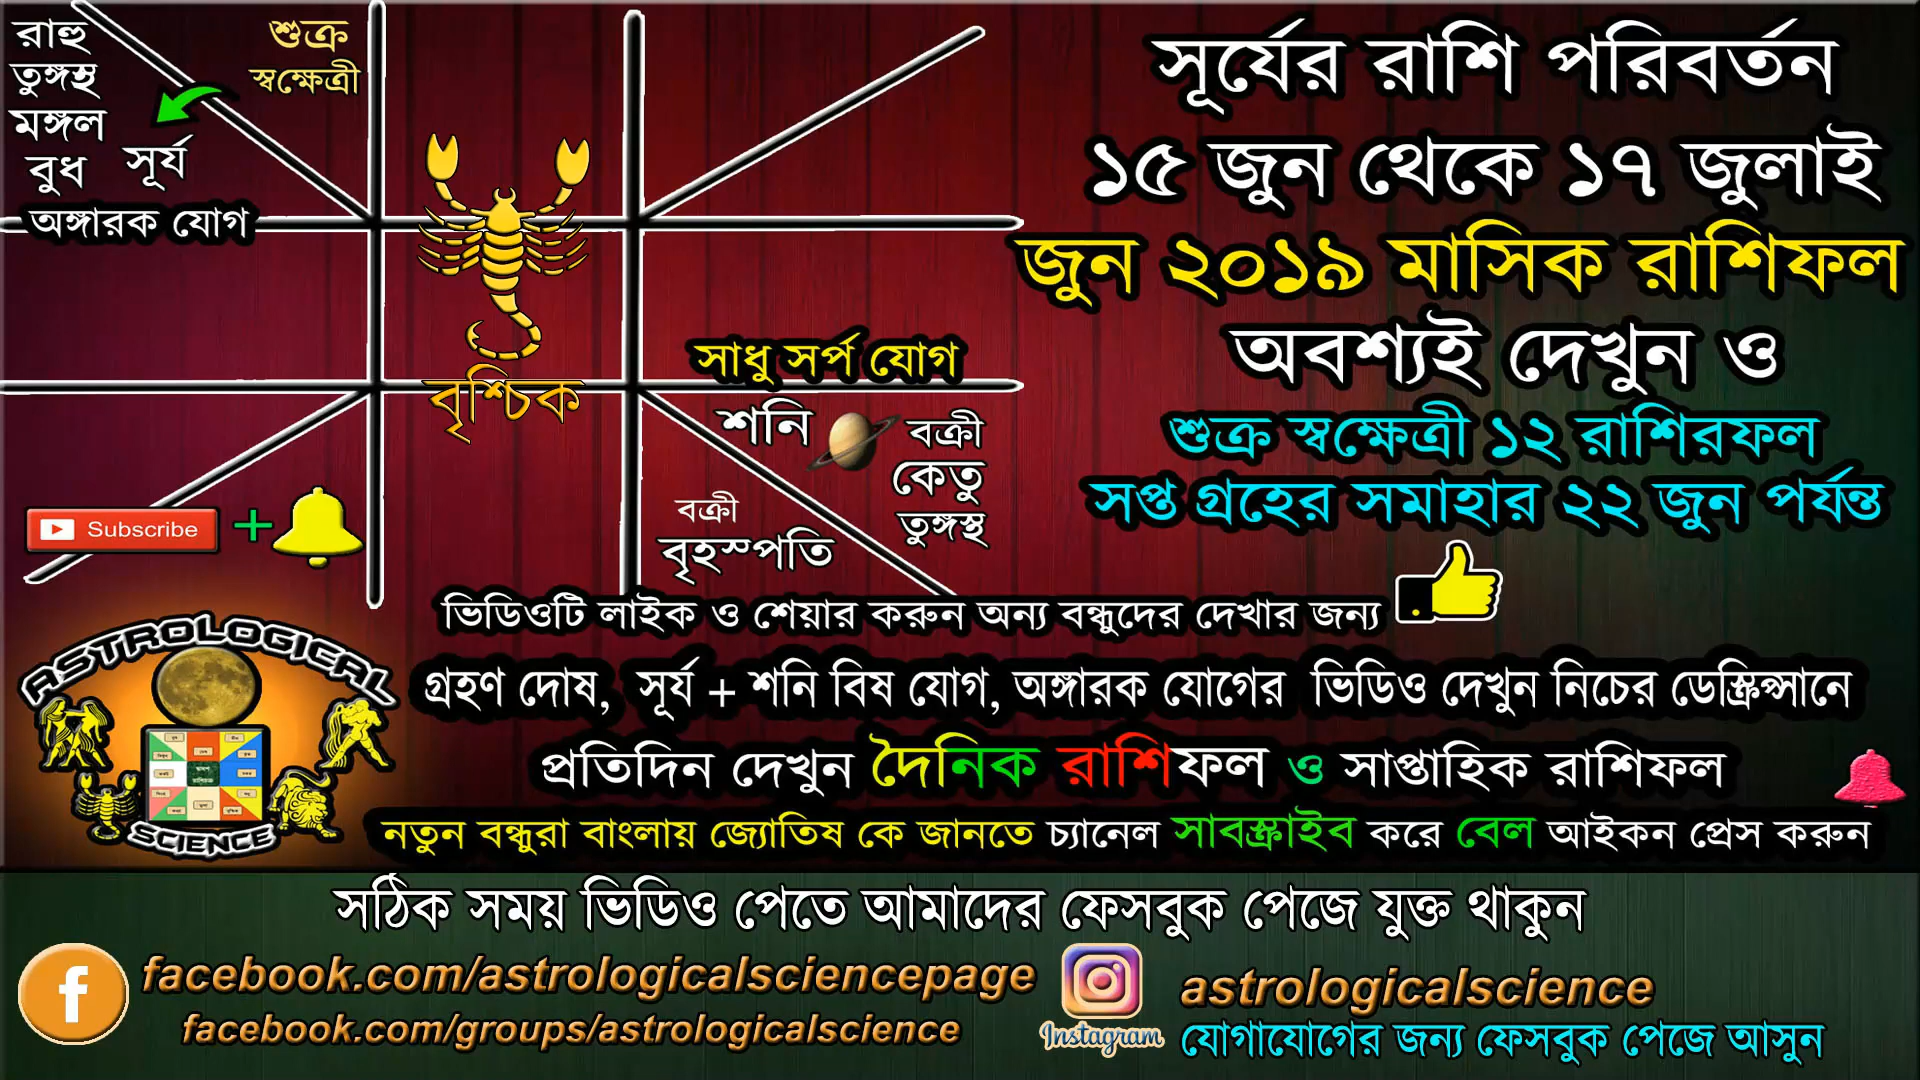 রাহু
তুঙ্গস্থ
মঙ্গল
বুধ
সূর্য
অঙ্গারক যোগ
শুক্র
স্বক্ষেত্রী
বৃশ্চিক
সাধু সর্প যোগ
শনি
বক্রী
কেতু
তুঙ্গস্থ
বক্রী
বৃহস্পতি
সূর্যের রাশি পরিবর্তন
১৫ জুন থেকে ১৭ জুলাই
জুন ২০১৯ মাসিক রাশিফল
অবশ্যই দেখুন ও
শুক্র স্বক্ষেত্রী ১২ রাশিরফল
সপ্ত গ্রহের সমাহার ২২ জুন পর্যন্ত
Subscribe +
ভিডিওটি লাইক ও শেয়ার করুন অন্য বন্ধুদের দেখার জন্য
ASTROLOGICAL
SCIENCE
গ্রহণ দোষ, সূর্য + শনি বিষ যোগ, অঙ্গারক যোগের ভিডিও দেখুন নিচের ডেস্ক্রিপ্সানে
প্রতিদিন দেখুন দৈনিক রাশিফল ও সাপ্তাহিক রাশিফল
নতুন বন্ধুরা বাংলায় জ্যোতিষ কে জানতে চ্যানেল সাবস্ক্রাইব করে বেল আইকন প্রেস করুন
সঠিক সময় ভিডিও পেতে আমাদের ফেসবুক পেজে যুক্ত থাকুন
facebook.com/astrologicalsciencepage
facebook.com/groups/astrologicalscience
Instagram
astrologicalscience
যোগাযোগের জন্য ফেসবুক পেজে আসুন